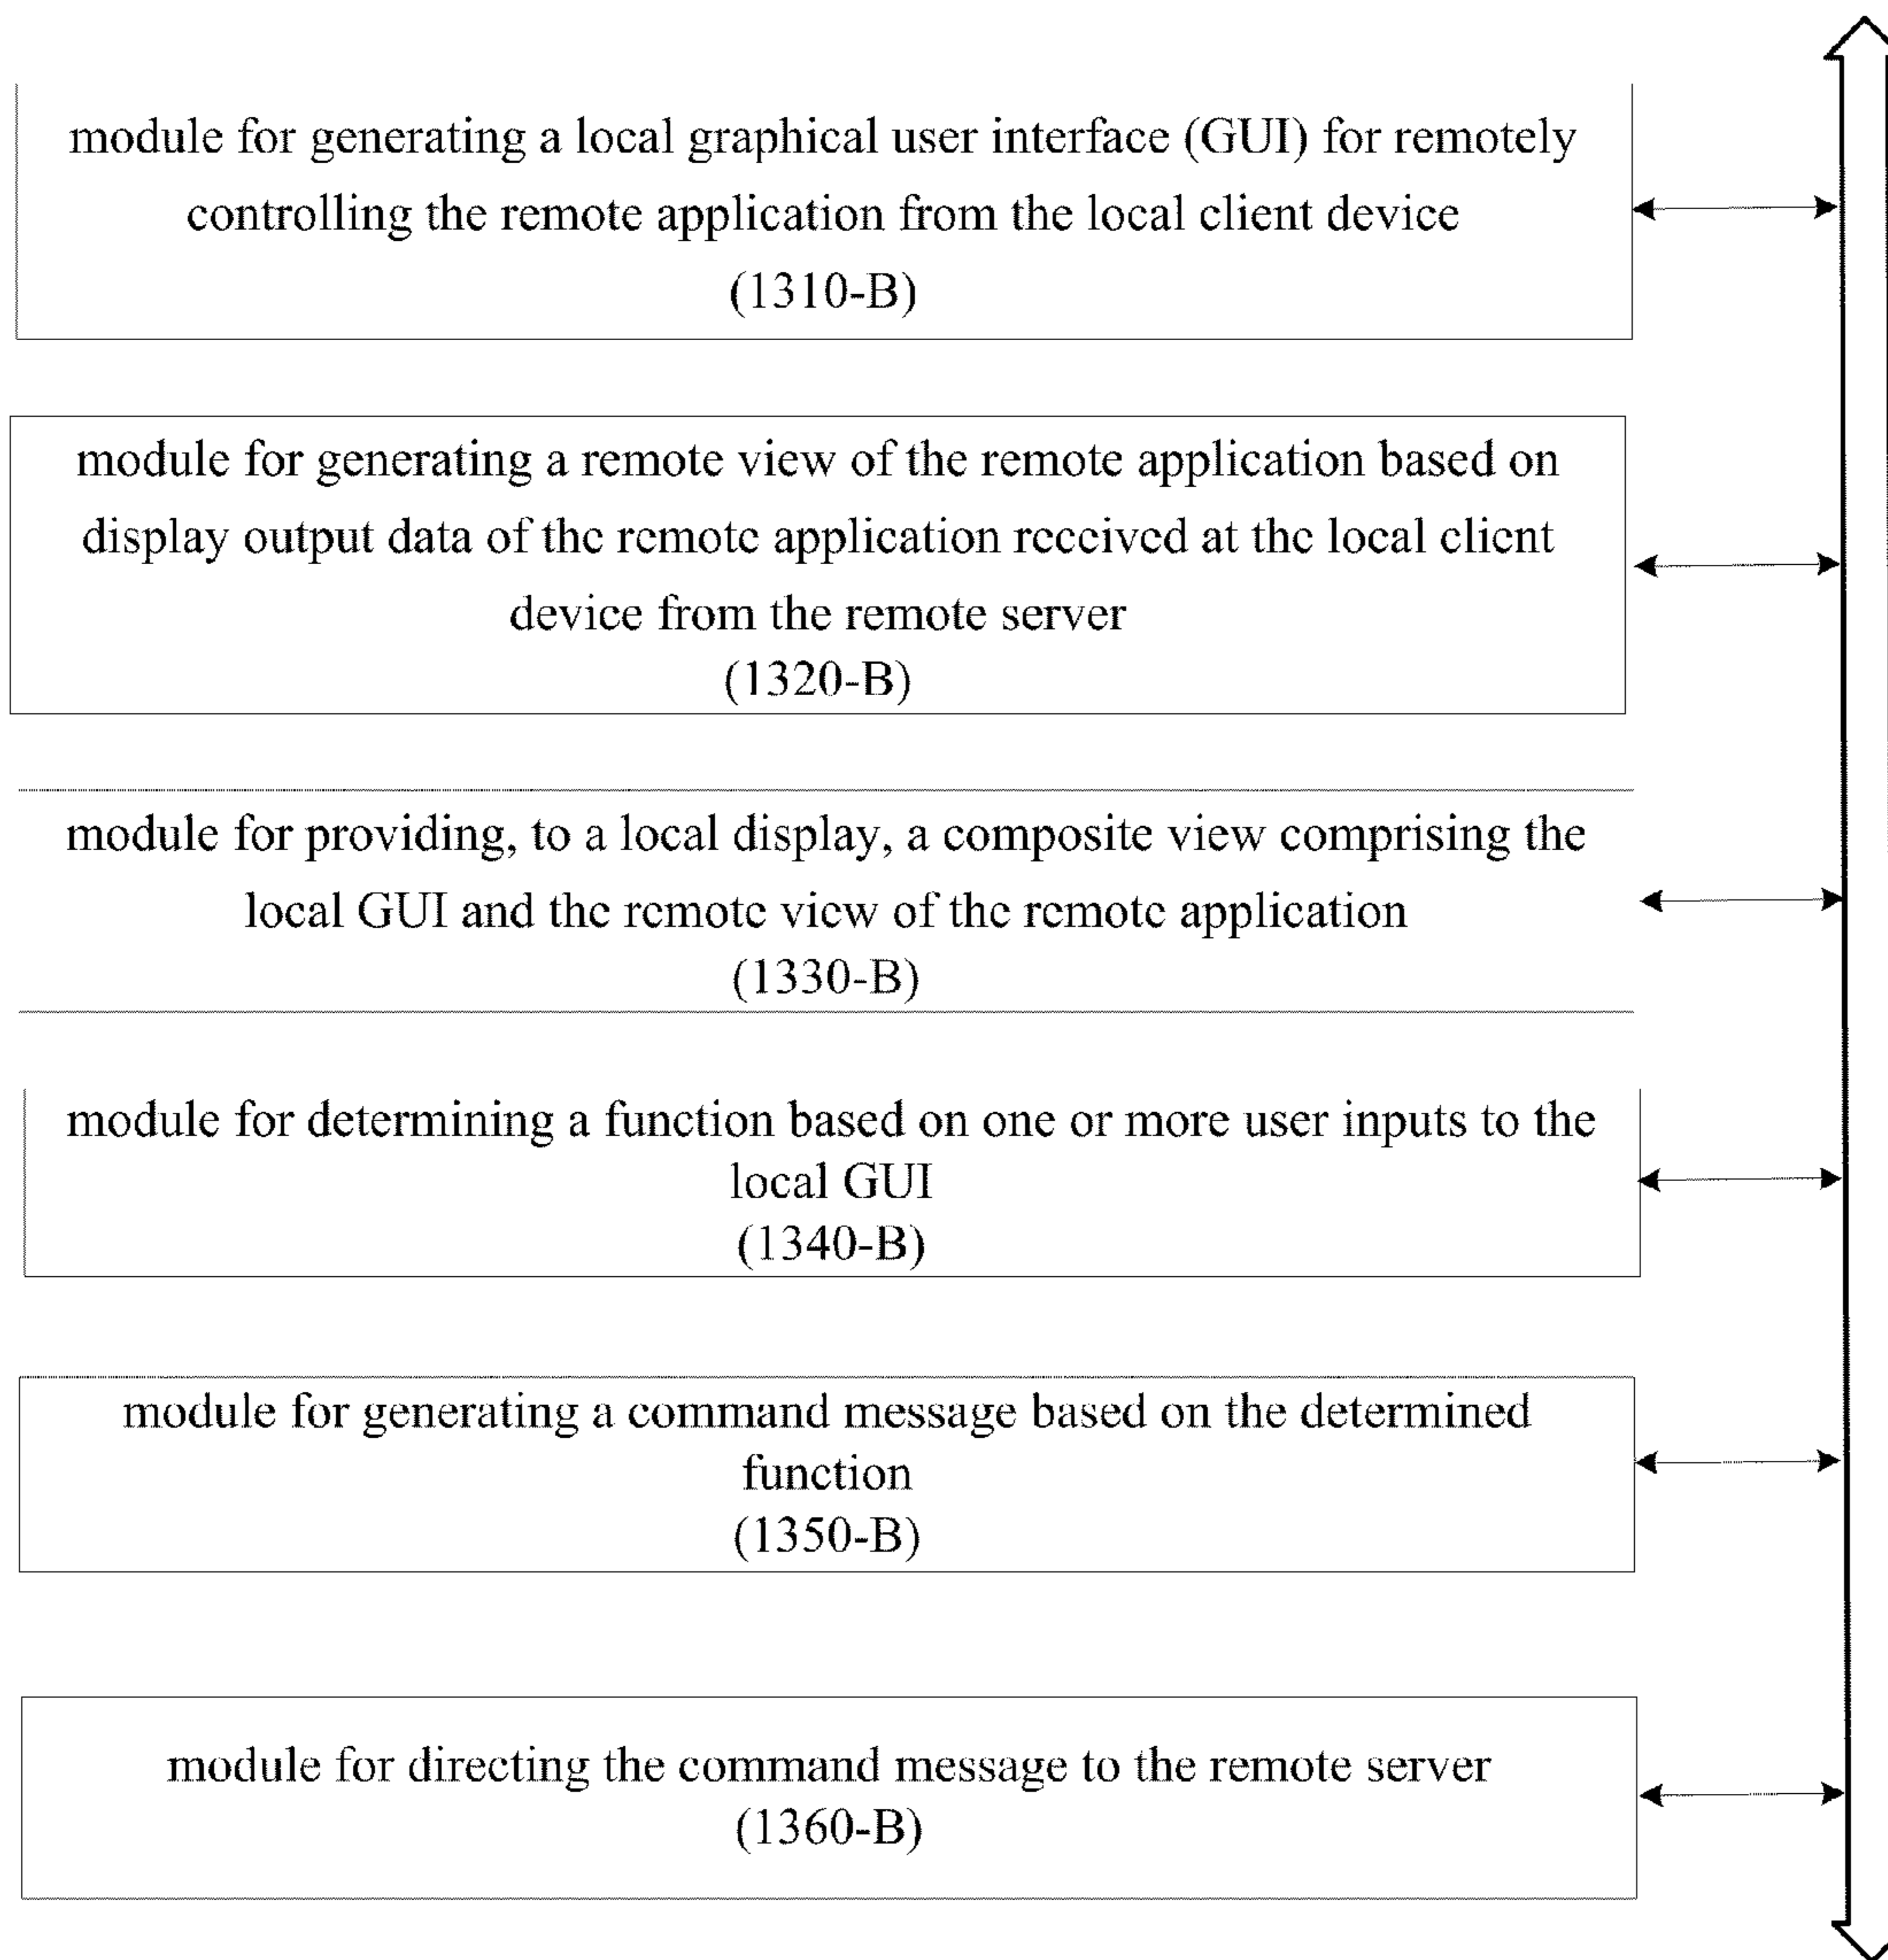 module for generating a local graphical user interface (GUI) for remotely
controlling the remote application from the local client device
(1310-B)
module for generating a remote view of the remote application based on
display output data of the remote application received at the local client
device from the remote server
(1320-B)
module for providing, to a local display, a composite view comprising the
local GUI and the remote view of the remote application
(1330-B)
module for determining a function based on one or more user inputs to the
local GUI
(1340-B)
module for generating a command message based on the determined
function
(1350-B)
module for directing the command message to the remote server
(1360-B)